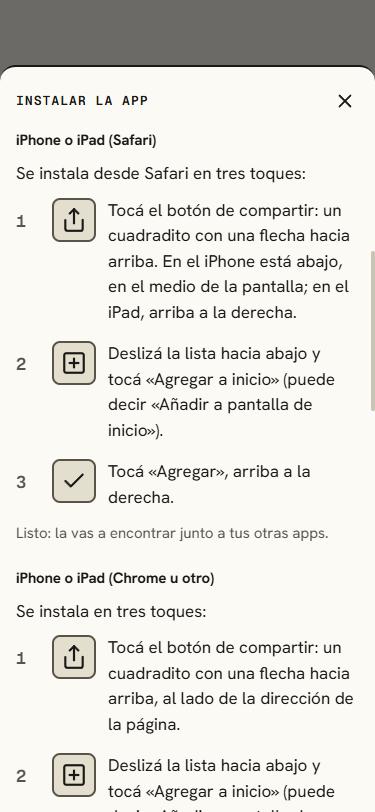 INSTALAR LA APP
iPhone o iPad (Safari)
Se instala desde Safari en tres toques:
1
Tocá el botón de compartir: un
cuadradito con una flecha hacia
arriba. En el iPhone está abajo,
en el medio de la pantalla; en el
iPad, arriba a la derecha.
2
Deslizá la lista hacia abajo y
tocá «Agregar a inicio» (puede
decir «Añadir a pantalla de
inicio»).
3
Tocá «Agregar», arriba a la
derecha.
Listo: la vas a encontrar junto a tus otras apps.
iPhone o iPad (Chrome u otro)
Se instala en tres toques:
1
Tocá el botón de compartir: un
cuadradito con una flecha hacia
arriba, al lado de la dirección de
la página.
2
Deslizá la lista hacia abajo y
tocá «Agregar a inicio» (puede